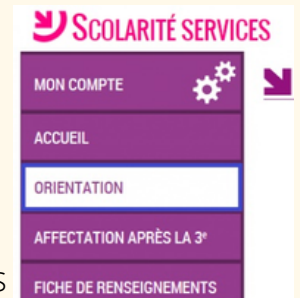 SCOLARITÉ SERVICES
MON COMPTE
ACCUEIL
ORIENTATION
AFFECTATION APRÈS LA 3e
S
FICHE DE RENSEIGNEMENTS